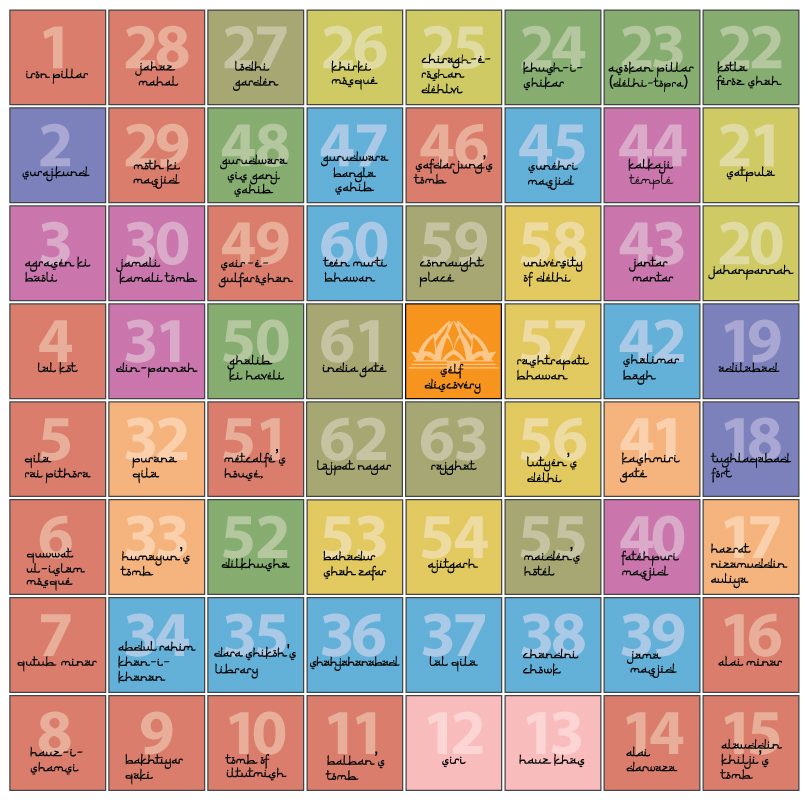 1
iron pillar
28
jahaz
mahal
27
lodhi
garden
26
khirki
mosque
25
chiragh-e-
roshan
dehlvi
24
khush-i-
shikar
23
asokan pillar
(delhi-topra)
22
kotla
feroz shah
2
surajkund
29
moth ki
masjid
48
gurudwara
sis ganj
sahib
47
gurudwara
bangla
sahib
46
safdarjung's
tomb
45
sunehri
masjid
44
kalkaji
temple
21
satpula
3
agrasen ki
baoli
30
jamali
kamali tomb
49
sair-e-
gulfaroshan
60
teen murti
bhawan
59
connaught
place
58
university
of delhi
43
jantar
mantar
20
jahanpannah
4
lal kot
31
din-pannah
50
ghalib
ki haveli
61
india gate
self
discovery
57
rashtrapati
bhawan
42
shalimar
bagh
19
adilabad
5
qila
rai pithora
32
purana
qila
51
metcalfe's
house,
62
lajpat nagar
63
rajghat
56
lutyen's
delhi
41
kashmiri
gate
18
tughlaqabad
fort
6
quwwat
ul-islam
mosque
33
humayun's
tomb
52
dilkhusha
53
bahadur
shah zafar
54
ajitgarh
55
maiden's
hotel
40
fatehpuri
masjid
17
hazrat
nizamuddin
auliya
7
qutub minar
34
abdul rahim
khan-i-
khanan
35
dara shikoh's
library
36
shahjahanabad
37
lal qila
38
chandni
chowk
39
jama
masjid
16
alai minar
8
hauz-i-
shamsi
9
bakhtiyar
qaki
10
tomb of
iltutmish
11
balban's
tomb
12
siri
13
hauz khas
14
alai
darwaza
15
alauddin
khilji's
tomb